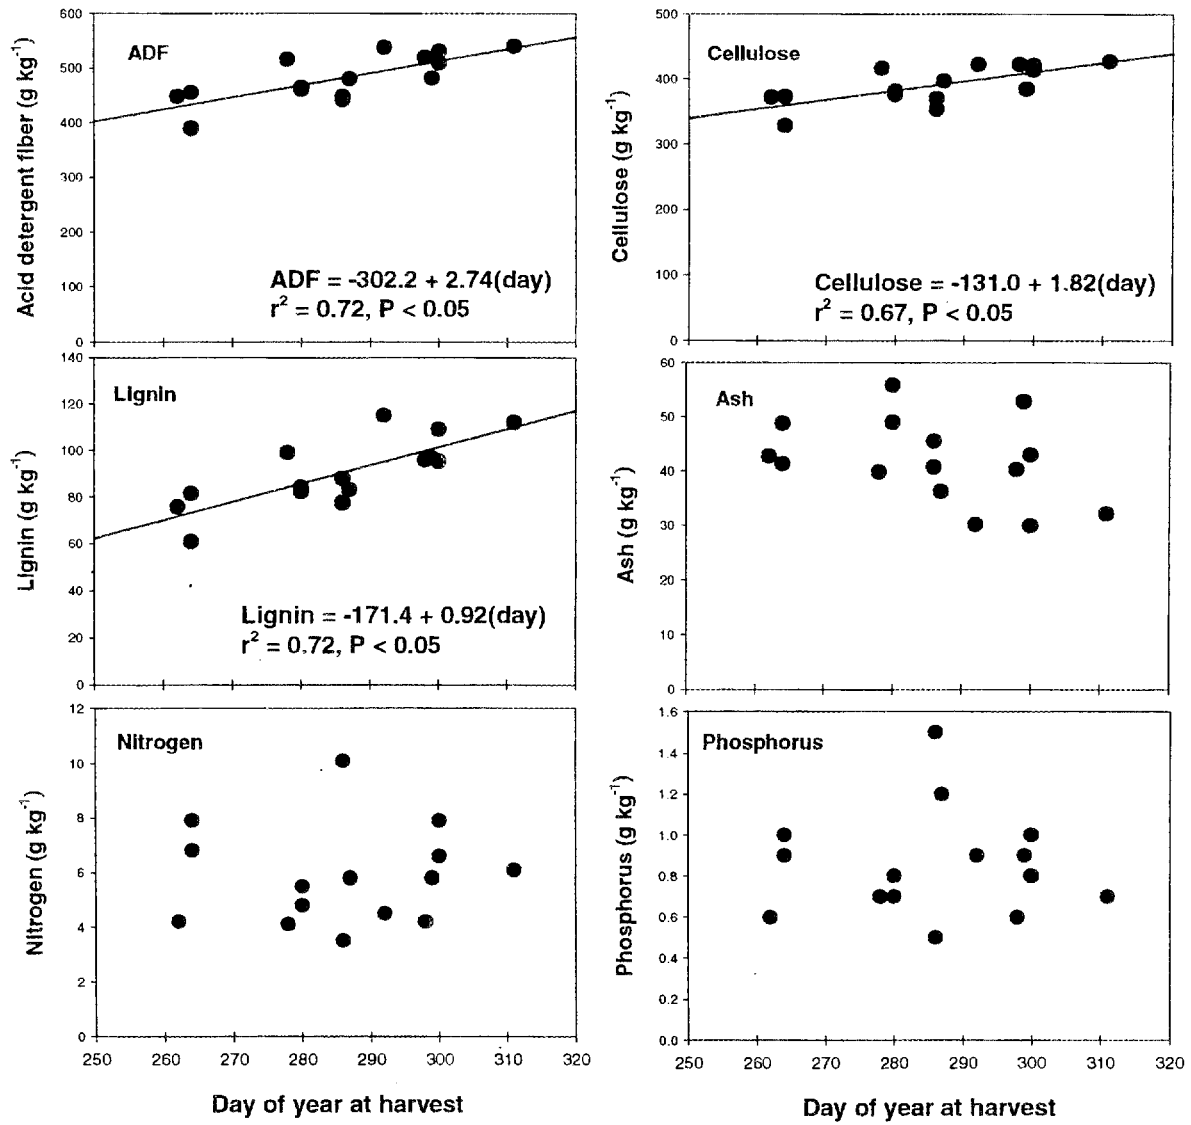 600
500
400
300
200
100
0
Acid detergent fiber (g kg⁻¹)
ADF
ADF = -302.2 + 2.74(day)
r² = 0.72, P < 0.05
500
400
300
200
100
0
Cellulose (g kg⁻¹)
Cellulose
Cellulose = -131.0 + 1.82(day)
r² = 0.67, P < 0.05
140
120
100
80
60
40
20
0
Lignin (g kg⁻¹)
Lignin
Lignin = -171.4 + 0.92(day)
r² = 0.72, P < 0.05
60
50
40
30
20
10
0
Ash (g kg⁻¹)
Ash
12
10
8
6
4
2
0
Nitrogen (g kg⁻¹)
Nitrogen
250 260 270 280 290 300 310 320
Day of year at harvest
1.6
1.4
1.2
1.0
0.8
0.6
0.4
0.2
0.0
Phosphorus (g kg⁻¹)
Phosphorus
250 260 270 280 290 300 310 320
Day of year at harvest